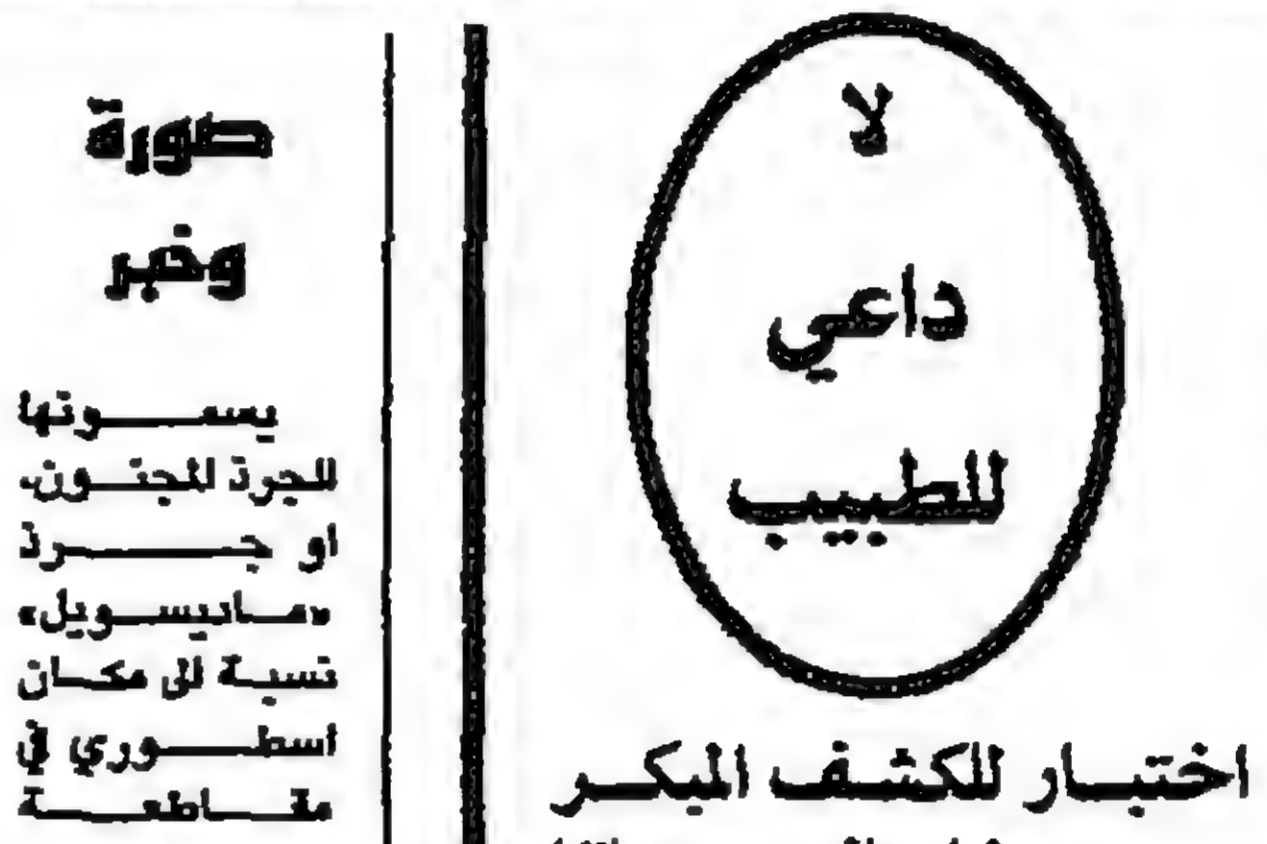 لا
داعي
للطبيب
اختبار للكشف المبكر
صورة
وخبر
يسمونها
الجرذ المجنون،
او جرذ
«مانيسويل»
نسبة الى مكان
اسطوري في
مقاطعة